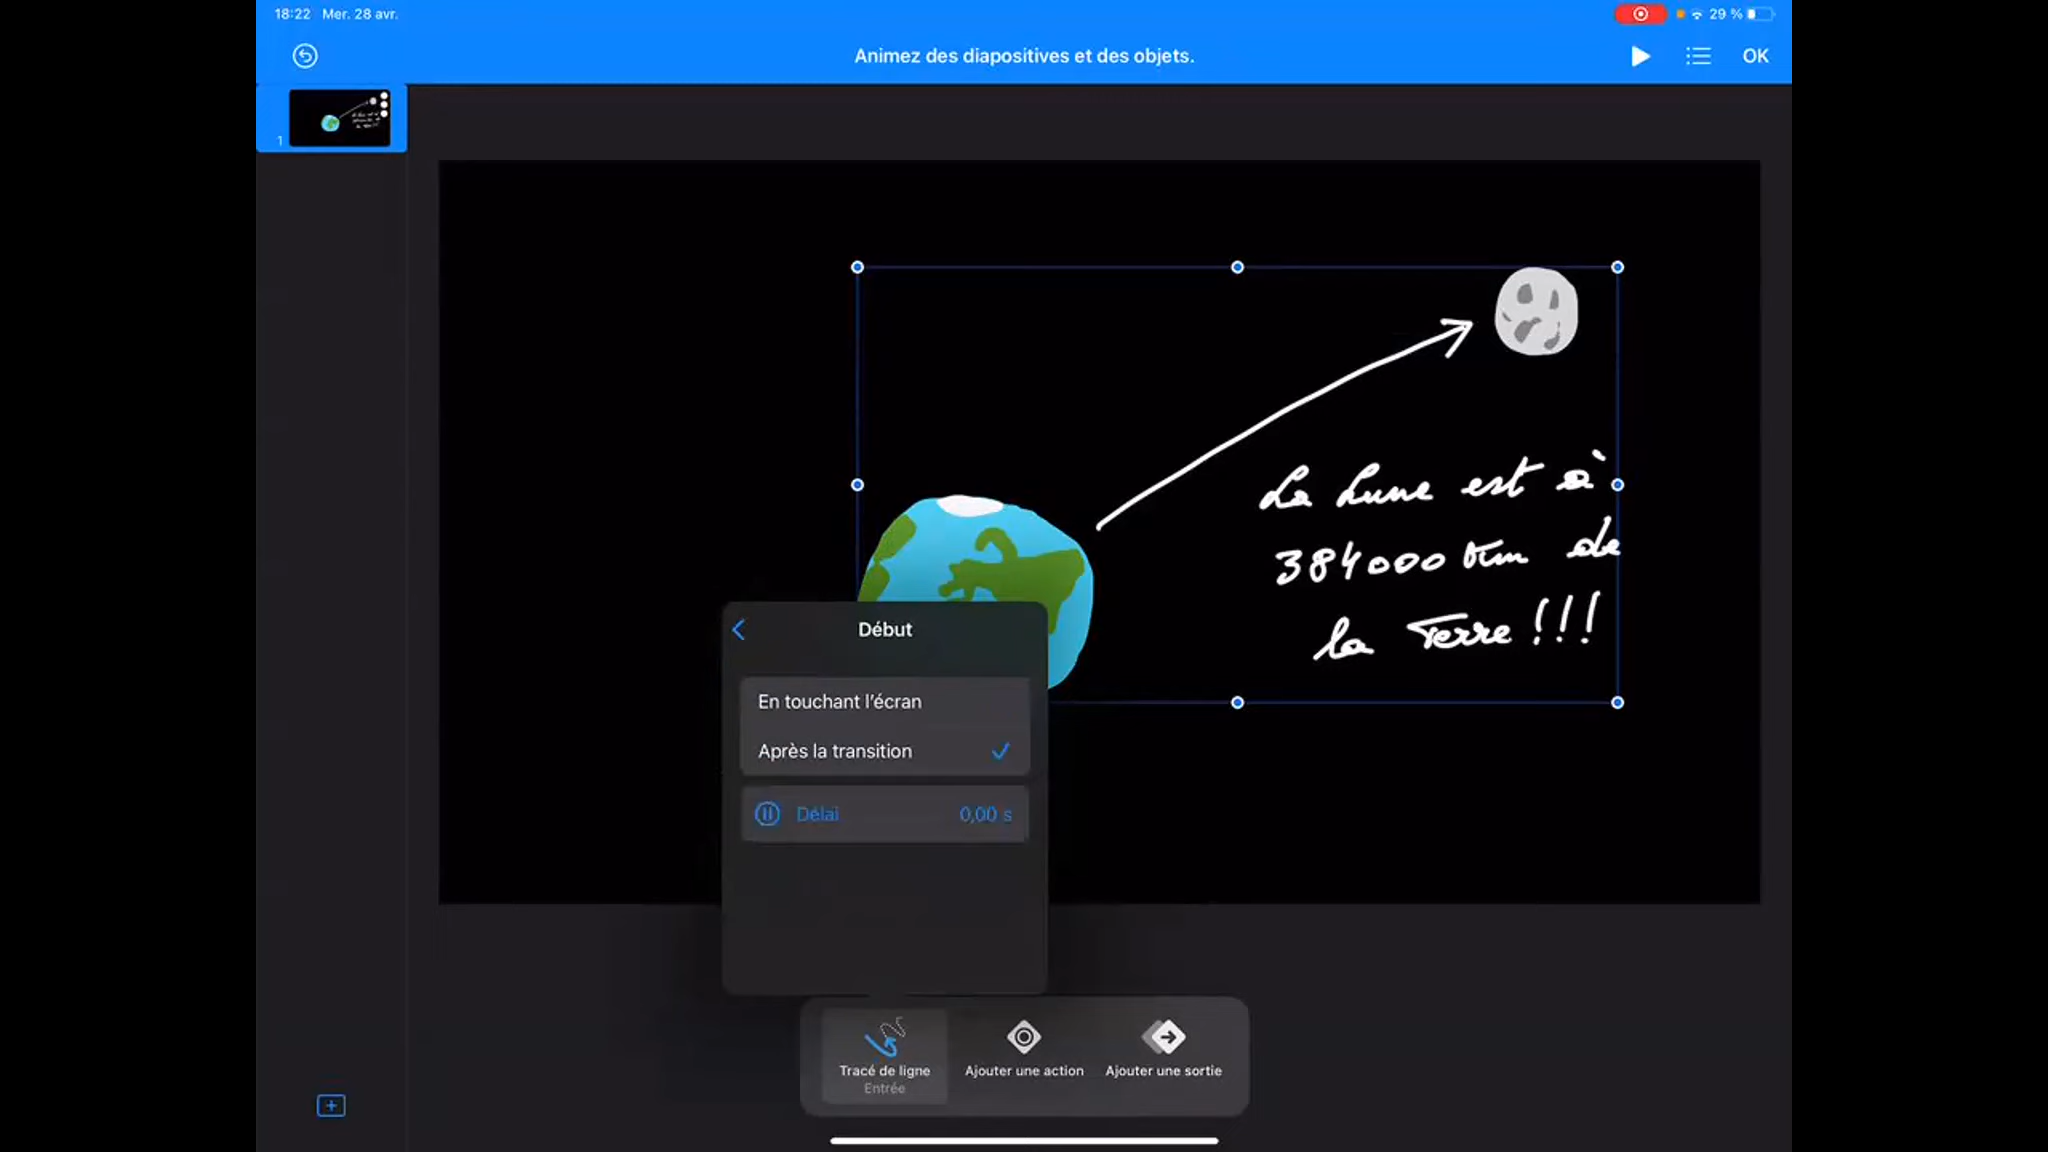 18:22 Mer. 28 avr.
29 %
Animez des diapositives et des objets.
OK
1
La Lune est à
384000 km de
la Terre !!!
Début
En touchant l'écran
Après la transition
Délai 0,00 s
Tracé de ligne
Entrée
Ajouter une action
Ajouter une sortie